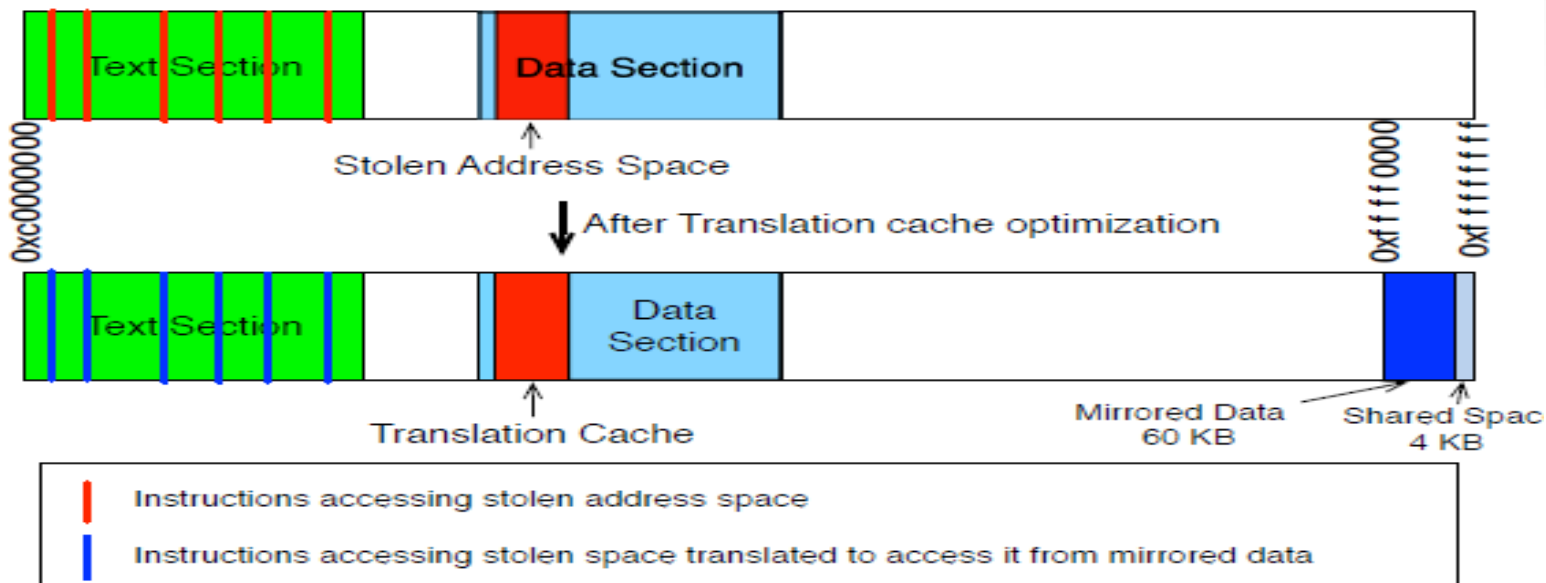 Text Section
Data Section
Stolen Address Space
0xc0000000
0xffff0000
0xffffffff
After Translation cache optimization
Text Section
Data
Section
Translation Cache
Mirrored Data
60 KB
Shared Spac
4 KB
Instructions accessing stolen address space
Instructions accessing stolen space translated to access it from mirrored data